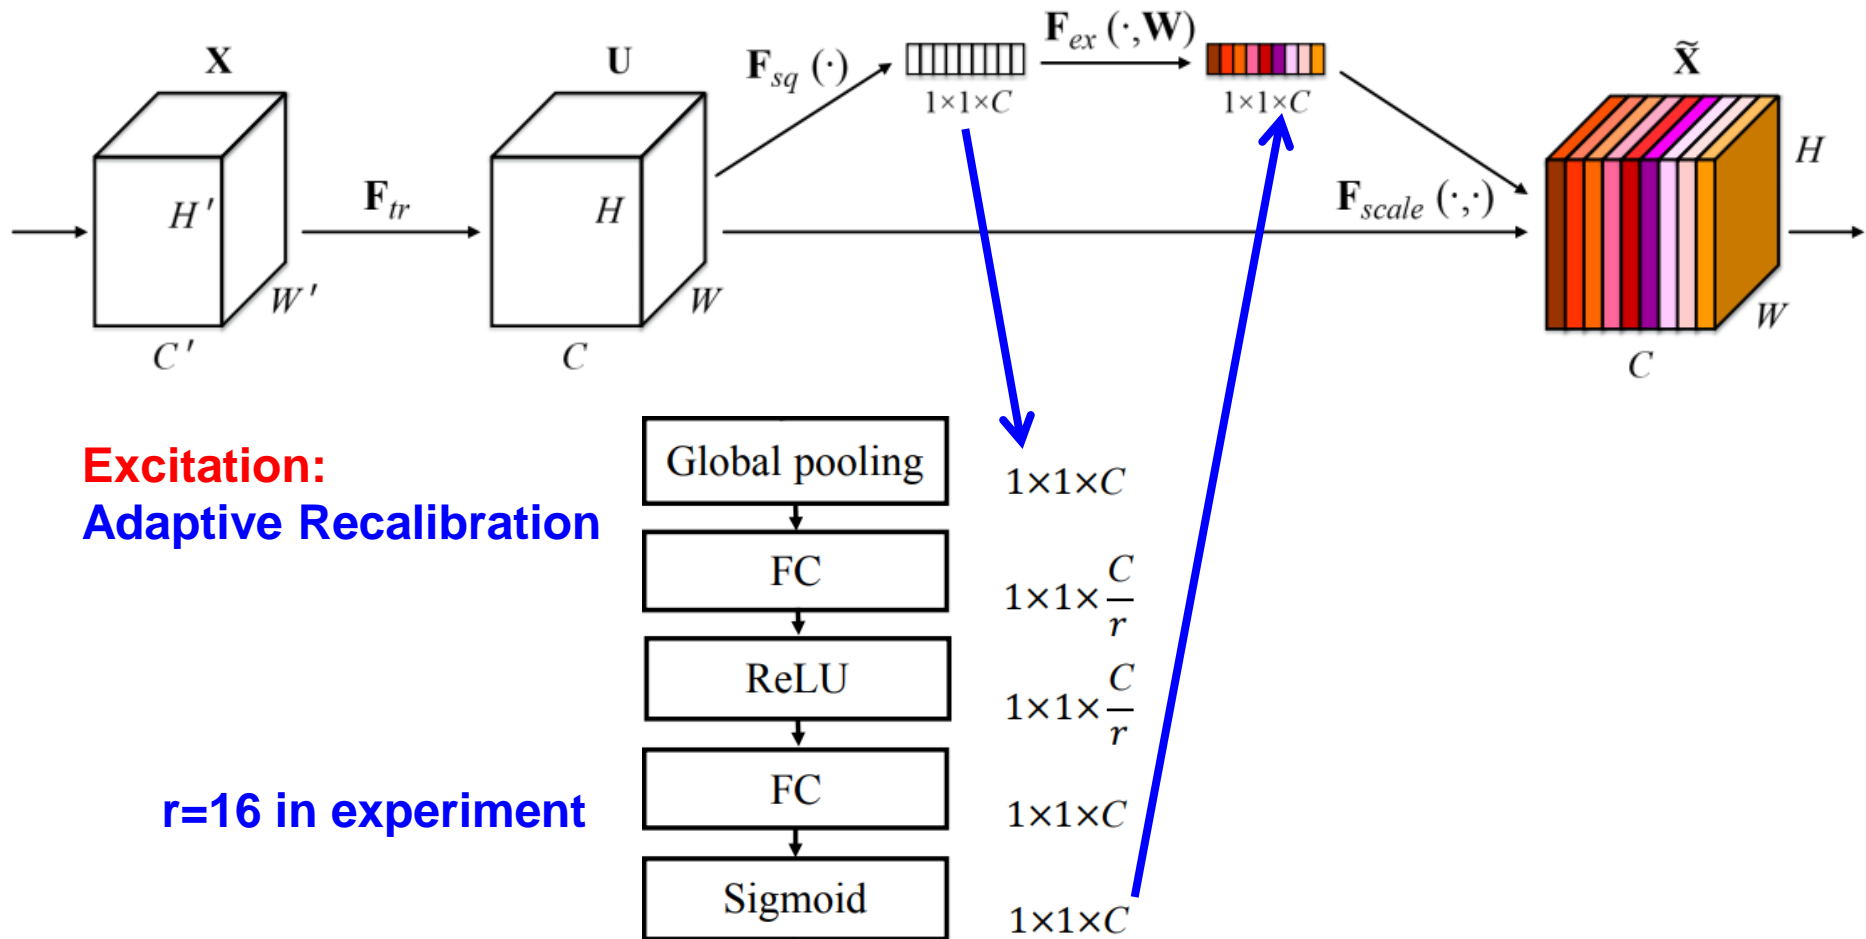 X
U
F_sq (·)
F_ex (·,W)
X̃
1×1×C
1×1×C
H′
F_tr
H
F_scale (·,·)
H
W′
W
W
C′
C
C
Excitation:
Adaptive Recalibration
Global pooling
1×1×C
FC
1×1×C/r
ReLU
1×1×C/r
r=16 in experiment
FC
1×1×C
Sigmoid
1×1×C